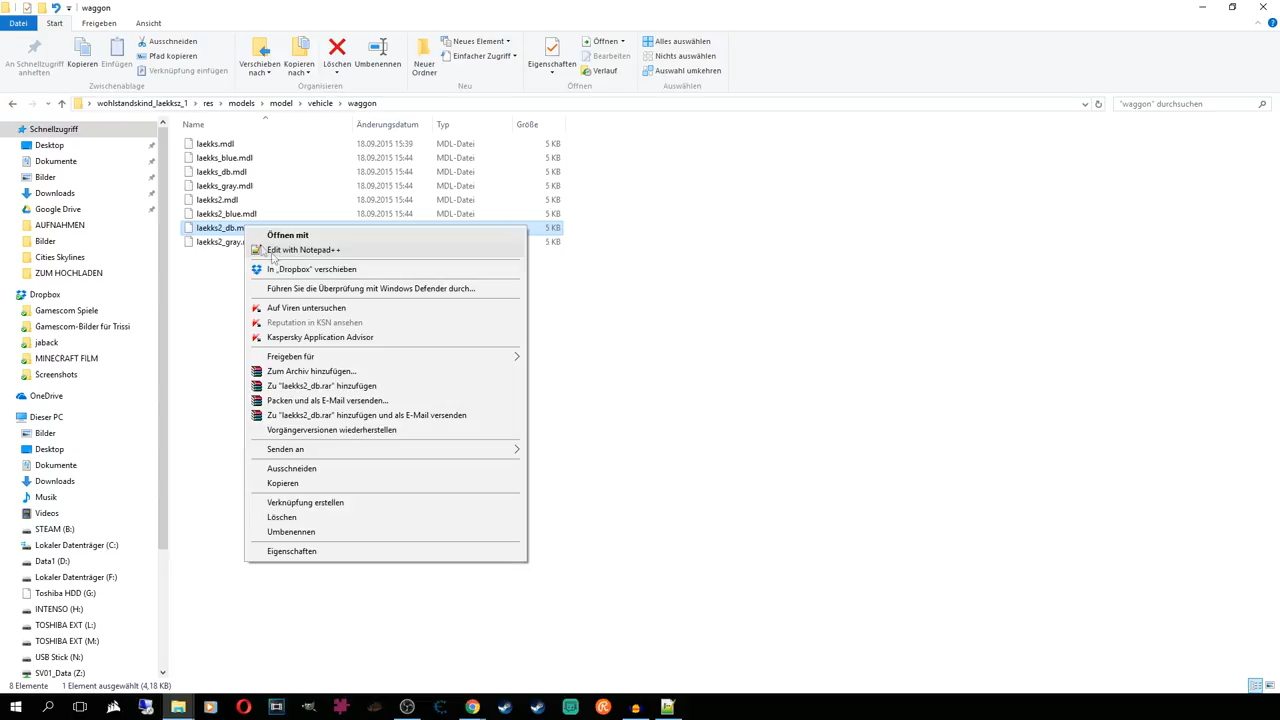 waggon
Datei Start Freigeben Ansicht
An Schnellzugriff anheften
Kopieren
Einfügen
Ausschneiden
Pfad kopieren
Verknüpfung einfügen
Zwischenablage
Verschieben nach
Kopieren nach
Löschen
Umbenennen
Organisieren
Neuer Ordner
Neues Element
Einfacher Zugriff
Neu
Eigenschaften
Öffnen
Bearbeiten
Verlauf
Öffnen
Alles auswählen
Nichts auswählen
Auswahl umkehren
Auswählen
wohlstandskind_laekksz_1 > res > models > model > vehicle > waggon
"waggon" durchsuchen
Schnellzugriff
Desktop
Dokumente
Bilder
Downloads
Google Drive
AUFNAHMEN
Bilder
Cities Skylines
ZUM HOCHLADEN
Dropbox
Gamescom Spiele
Gamescom-Bilder für Trissi
jaback
MINECRAFT FILM
Screenshots
OneDrive
Dieser PC
Bilder
Desktop
Dokumente
Downloads
Musik
Videos
STEAM (B:)
Lokaler Datenträger (C:)
Data1 (D:)
Lokaler Datenträger (F:)
Toshiba HDD (G:)
INTENSO (H:)
TOSHIBA EXT (L:)
TOSHIBA EXT (M:)
USB Stick (N:)
SV01_Data (Z:)
Name Änderungsdatum Typ Größe
laekks.mdl 18.09.2015 15:39 MDL-Datei 5 KB
laekks_blue.mdl 18.09.2015 15:44 MDL-Datei 5 KB
laekks_db.mdl 18.09.2015 15:44 MDL-Datei 5 KB
laekks_gray.mdl 18.09.2015 15:44 MDL-Datei 5 KB
laekks2.mdl 18.09.2015 15:44 MDL-Datei 5 KB
laekks2_blue.mdl 18.09.2015 15:44 MDL-Datei 5 KB
laekks2_db.m 5 KB
laekks2_gray. 5 KB
Öffnen mit
Edit with Notepad++
In „Dropbox“ verschieben
Führen Sie die Überprüfung mit Windows Defender durch...
Auf Viren untersuchen
Reputation in KSN ansehen
Kaspersky Application Advisor
Freigeben für
Zum Archiv hinzufügen...
Zu "laekks2_db.rar" hinzufügen
Packen und als E-Mail versenden...
Zu "laekks2_db.rar" hinzufügen und als E-Mail versenden
Vorgängerversionen wiederherstellen
Senden an
Ausschneiden
Kopieren
Verknüpfung erstellen
Löschen
Umbenennen
Eigenschaften
8 Elemente 1 Element ausgewählt (4,18 KB)